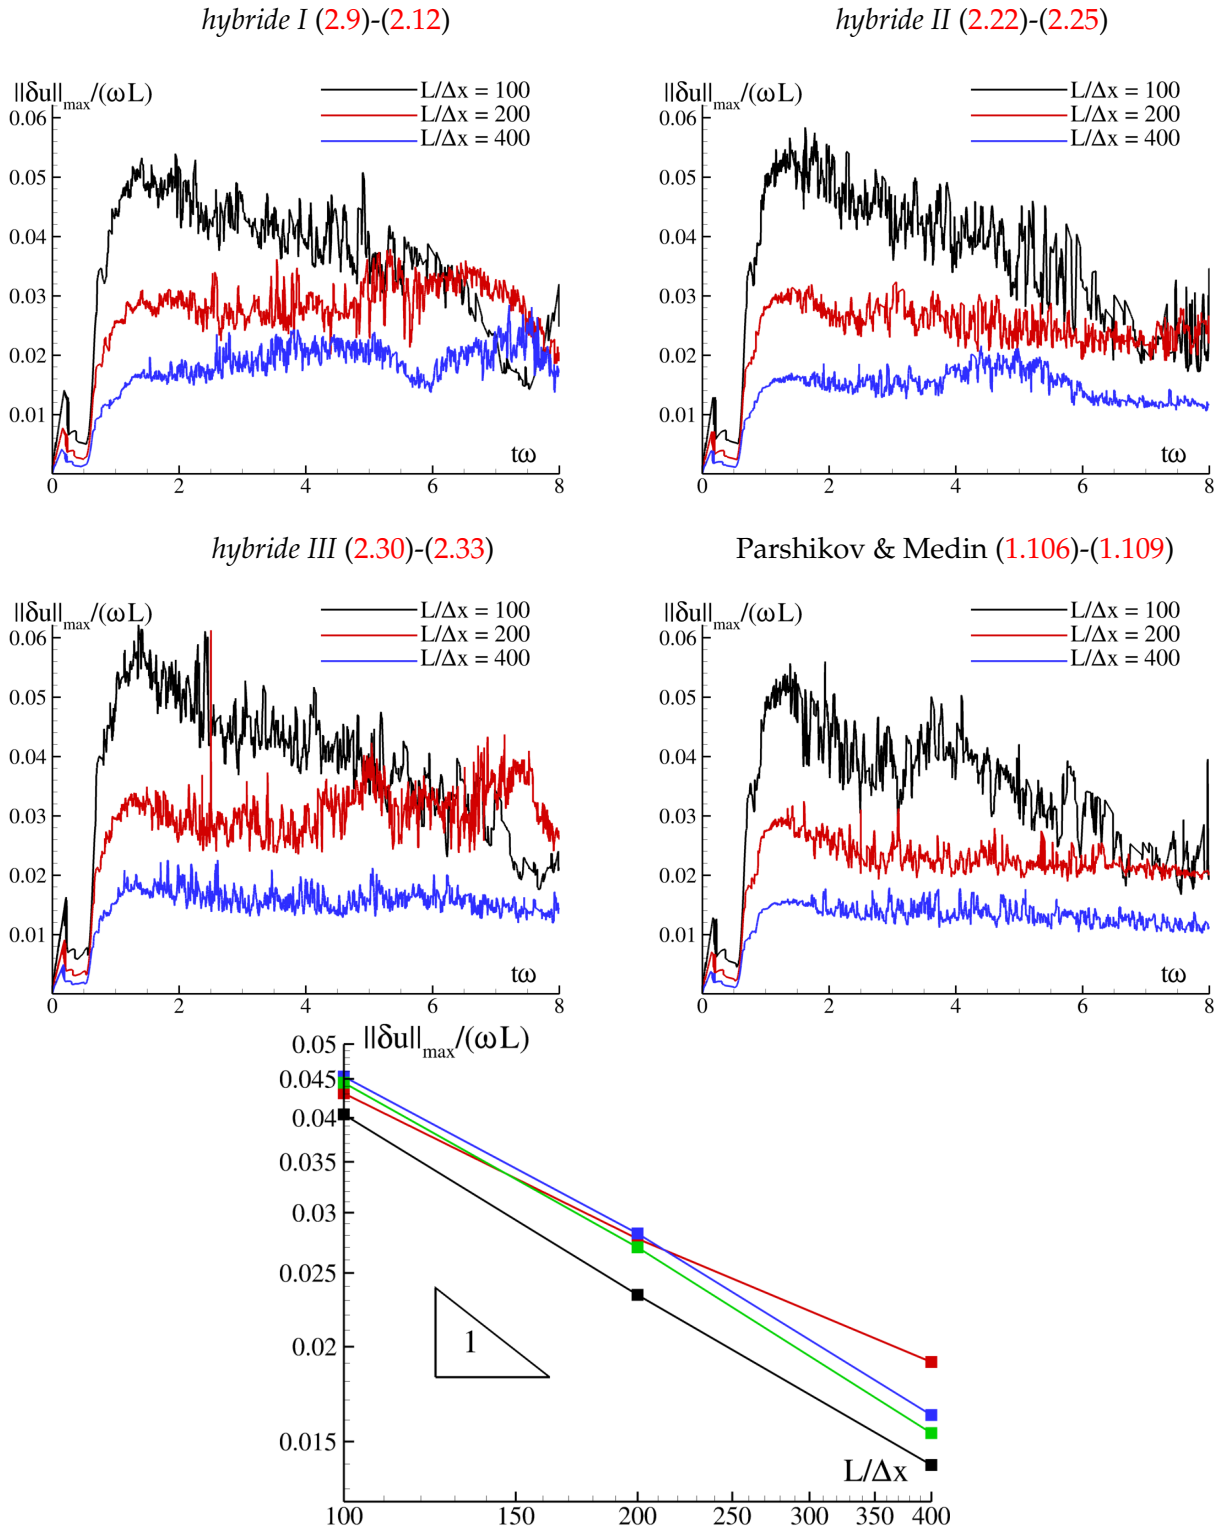 hybride I (2.9)-(2.12)
||δu||max/(ωL)
L/Δx = 100
L/Δx = 200
L/Δx = 400
0.06
0.05
0.04
0.03
0.02
0.01
tω
0 2 4 6 8
hybride II (2.22)-(2.25)
||δu||max/(ωL)
L/Δx = 100
L/Δx = 200
L/Δx = 400
0.06
0.05
0.04
0.03
0.02
0.01
tω
0 2 4 6 8
hybride III (2.30)-(2.33)
||δu||max/(ωL)
L/Δx = 100
L/Δx = 200
L/Δx = 400
0.06
0.05
0.04
0.03
0.02
0.01
tω
0 2 4 6 8
Parshikov & Medin (1.106)-(1.109)
||δu||max/(ωL)
L/Δx = 100
L/Δx = 200
L/Δx = 400
0.06
0.05
0.04
0.03
0.02
0.01
tω
0 2 4 6 8
||δu||max/(ωL)
0.05
0.045
0.04
0.035
0.03
0.025
0.02
0.015
1
L/Δx
100 150 200 250 300 350 400